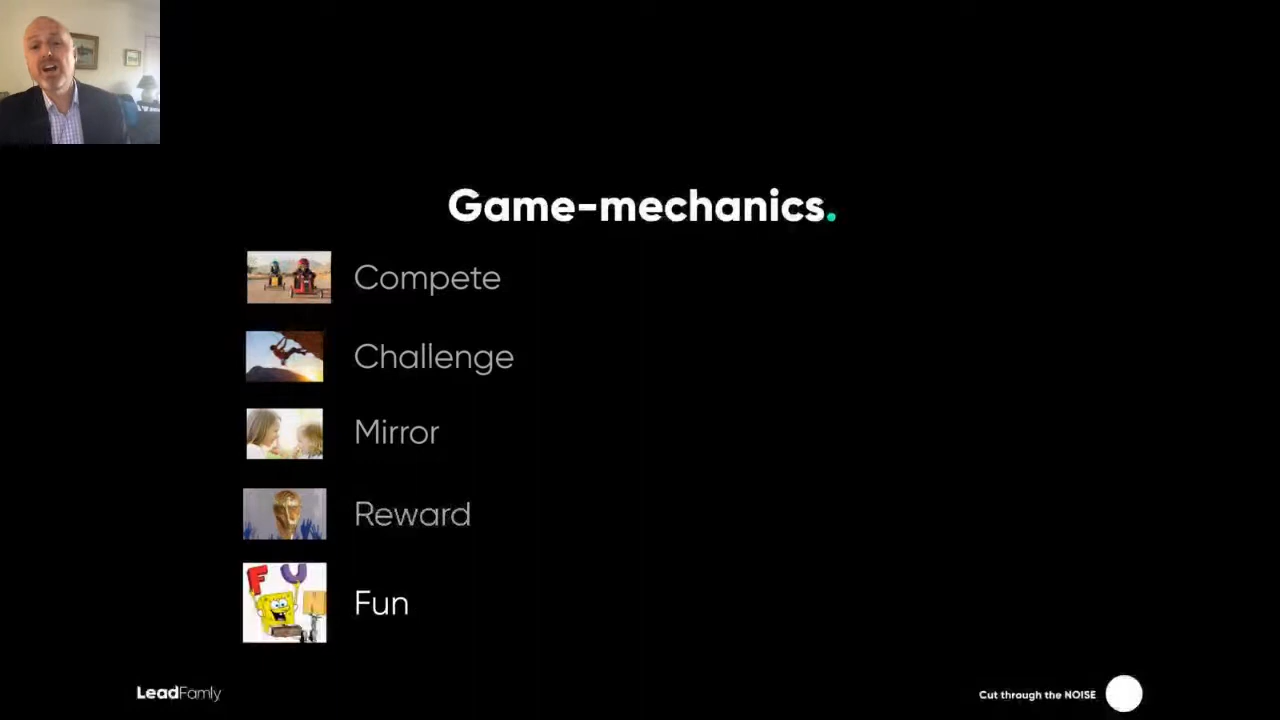 Game-mechanics.
Compete
Challenge
Mirror
Reward
F U
Fun
LeadFamly
Cut through the NOISE